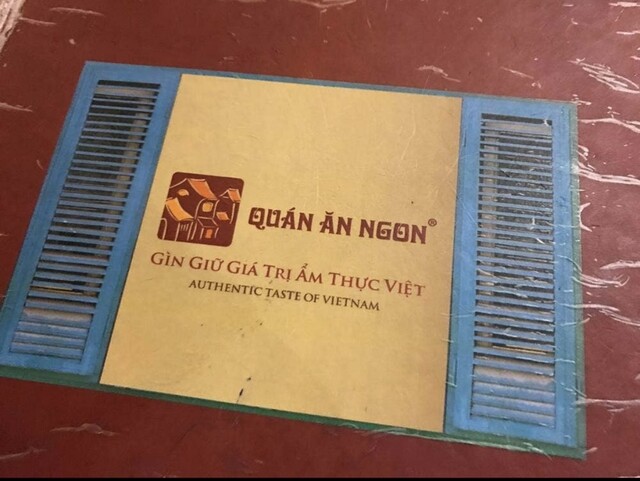 QUÁN ĂN NGON®
GÌN GIỮ GIÁ TRỊ ẨM THỰC VIỆT
AUTHENTIC TASTE OF VIETNAM